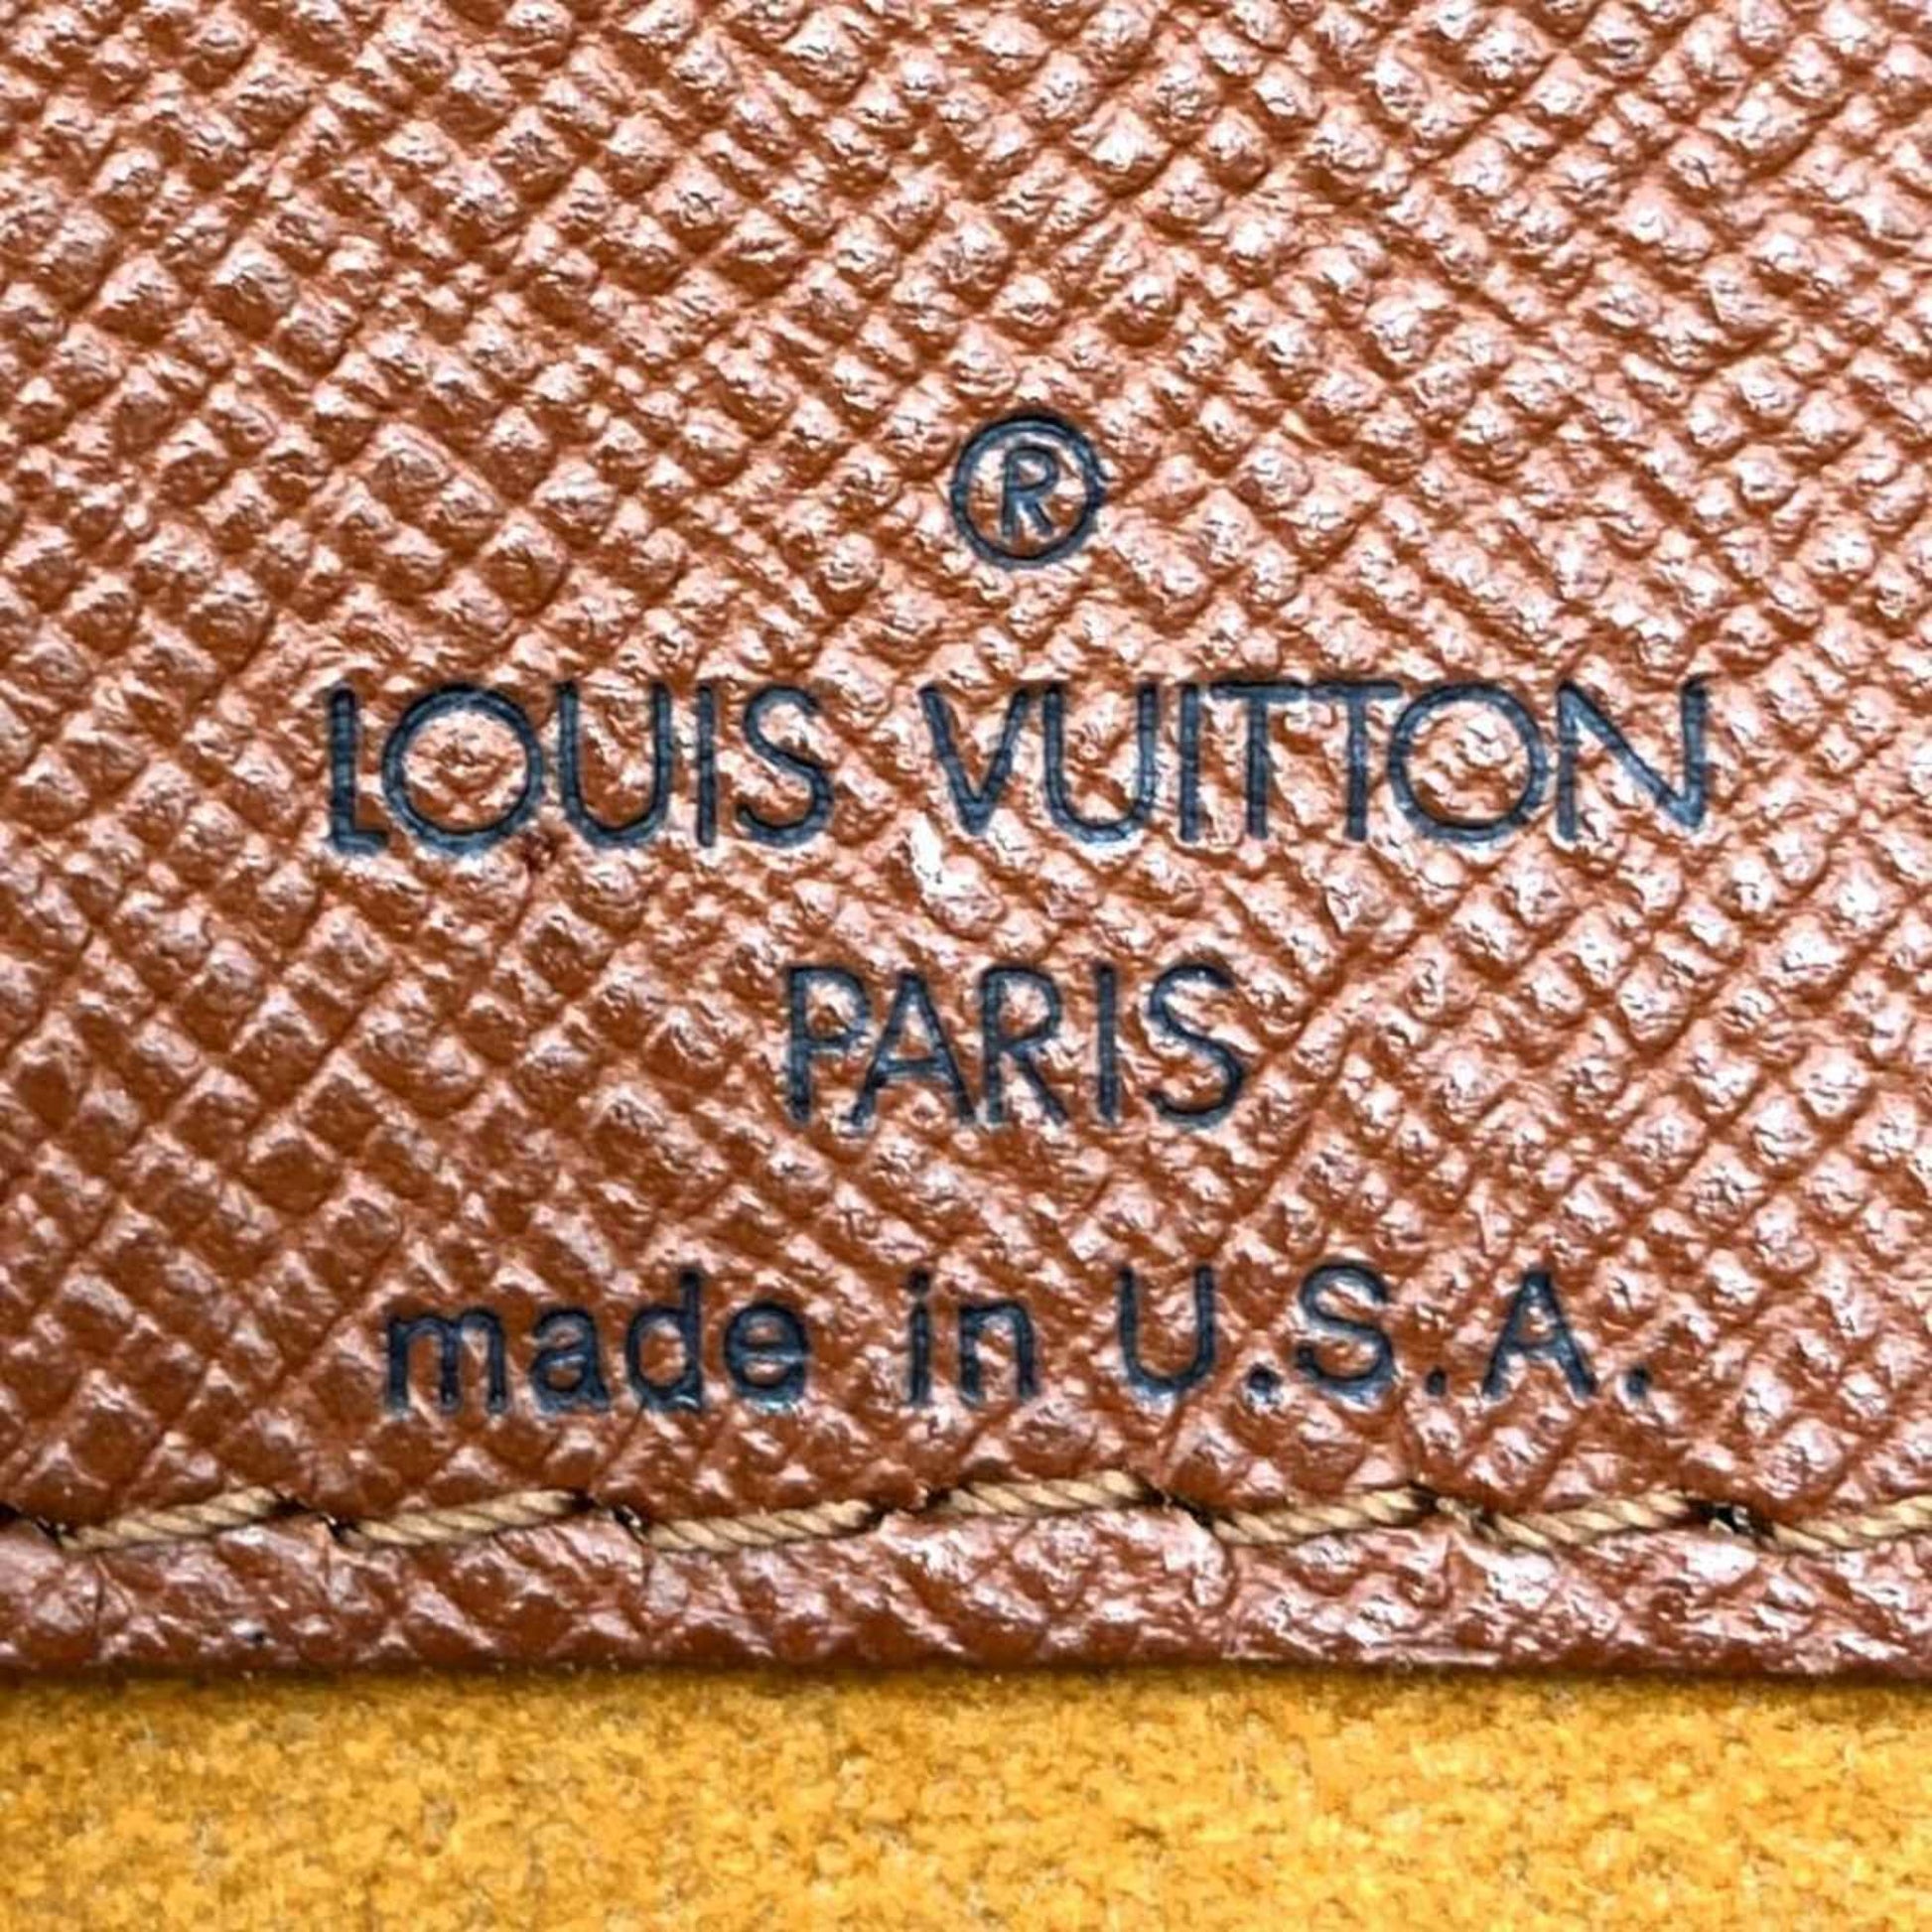 ®
LOUIS VUITTON
PARIS
made in U.S.A.